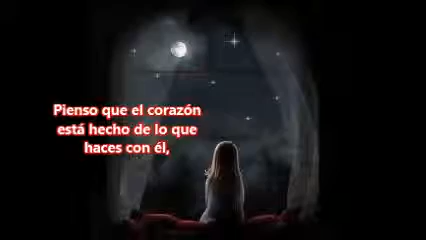 Pienso que el corazón
está hecho de lo que
haces con él,